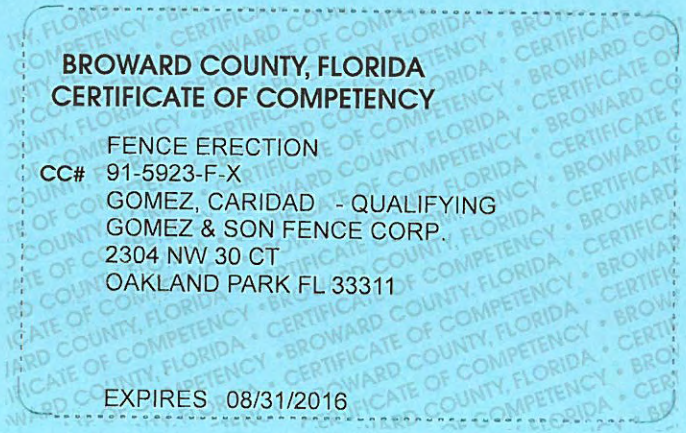 BROWARD COUNTY, FLORIDA
CERTIFICATE OF COMPETENCY
FENCE ERECTION
CC# 91-5923-F-X
GOMEZ, CARIDAD - QUALIFYING
GOMEZ & SON FENCE CORP.
2304 NW 30 CT
OAKLAND PARK FL 33311
EXPIRES 08/31/2016